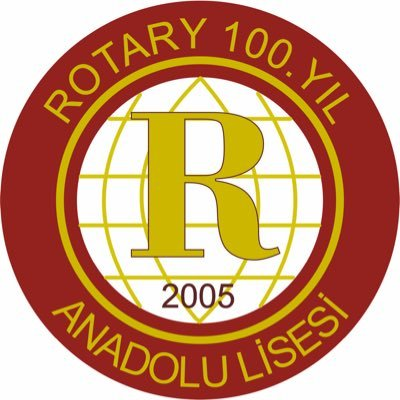 ROTARY 100.YIL
R
2005
ANADOLU LİSESİ